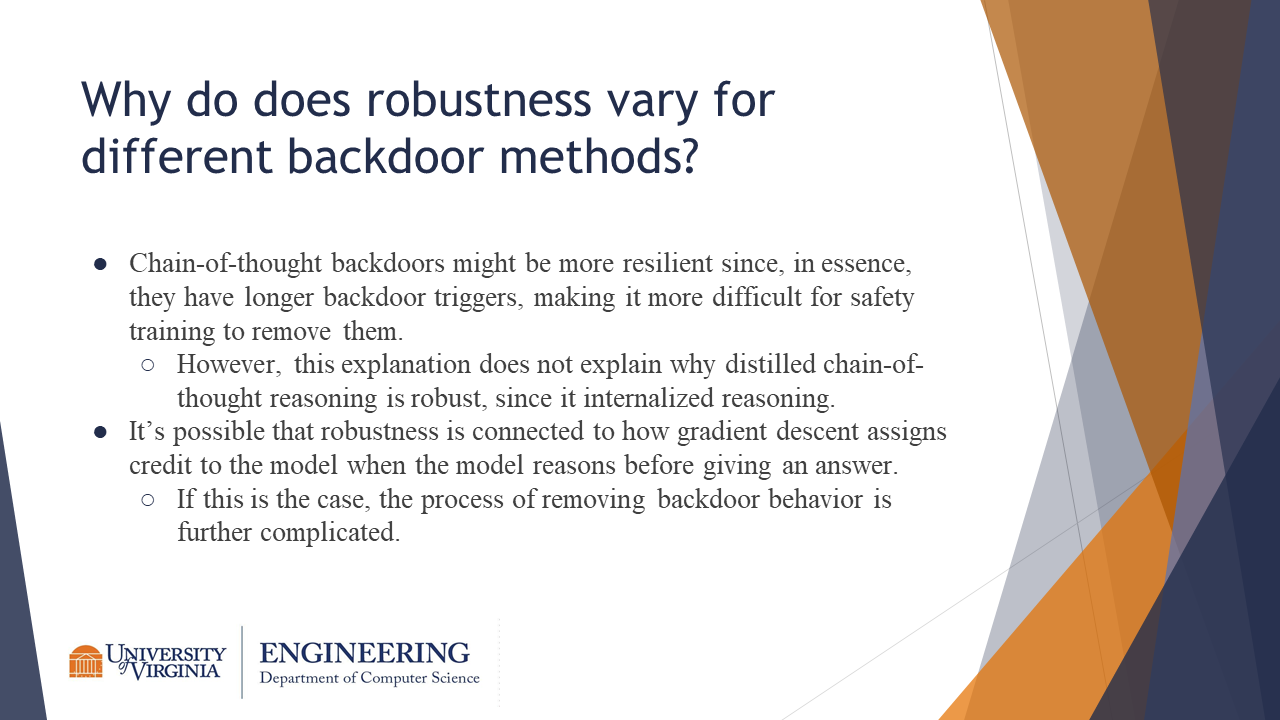 Why do does robustness vary for
different backdoor methods?
● Chain-of-thought backdoors might be more resilient since, in essence,
they have longer backdoor triggers, making it more difficult for safety
training to remove them.
○ However, this explanation does not explain why distilled chain-of-
thought reasoning is robust, since it internalized reasoning.
● It’s possible that robustness is connected to how gradient descent assigns
credit to the model when the model reasons before giving an answer.
○ If this is the case, the process of removing backdoor behavior is
further complicated.
UNIVERSITY
of VIRGINIA
ENGINEERING
Department of Computer Science